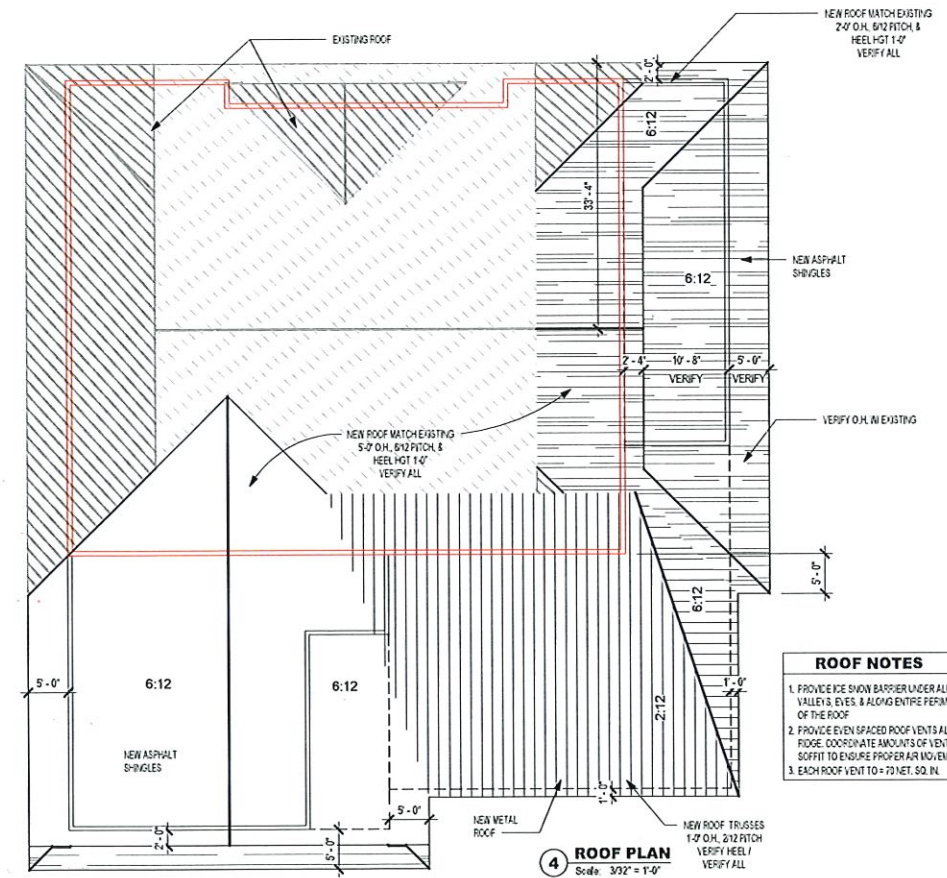 NEW ROOF MATCH EXISTING
2'-0" O.H., 6/12 PITCH, &
HEEL HGT 1'-0"
VERIFY ALL
EXISTING ROOF
2'-0"
6:12
33'-4"
NEW ASPHALT
SHINGLES
6:12
2'-4"
10'-8"
5'-0"
VERIFY
VERIFY
VERIFY O.H. W/ EXISTING
NEW ROOF MATCH EXISTING
5'-0" O.H., 6/12 PITCH, &
HEEL HGT 1'-0"
VERIFY ALL
5'-0"
6:12
5'-0"
6:12
6:12
1'-0"
2:12
NEW ASPHALT
SHINGLES
ROOF NOTES
1. PROVIDE ICE SNOW BARRIER UNDER ALL
VALLEYS, EVES, & ALONG ENTIRE PERIM
OF THE ROOF
2. PROVIDE EVEN SPACED ROOF VENTS AL
RIDGE. COORDINATE AMOUNTS OF VENT
SOFFIT TO ENSURE PROPER AIR MOVEM
3. EACH ROOF VENT TO = 70 NET. SQ. IN.
2'-0"
5'-0"
5'-0"
1'-0"
NEW METAL
ROOF
NEW ROOF TRUSSES
1'-0" O.H., 2/12 PITCH
VERIFY HEEL /
VERIFY ALL
4 ROOF PLAN
Scale: 3/32" = 1'-0"